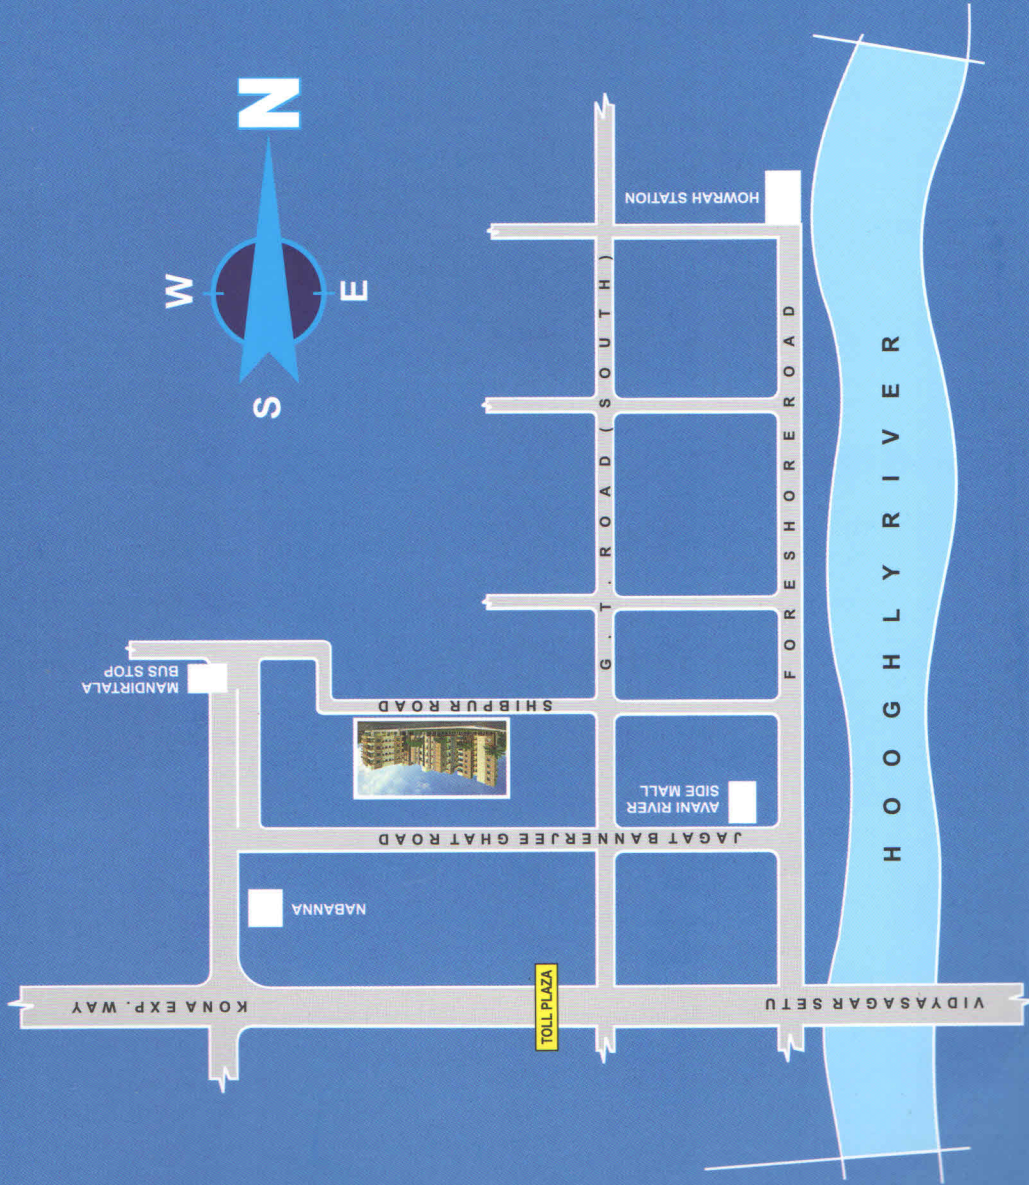 N
W
E
S
HOWRAH STATION
G. T. ROAD (SOUTH)
FORESHORE ROAD
HOOGHLY RIVER
MANDIRTALA
BUS STOP
SHIBPUR ROAD
AVANI RIVER
SIDE MALL
JAGAT BANNERJEE GHAT ROAD
NABANNA
TOLL PLAZA
KONA EXP. WAY
VIDYASAGAR SETU